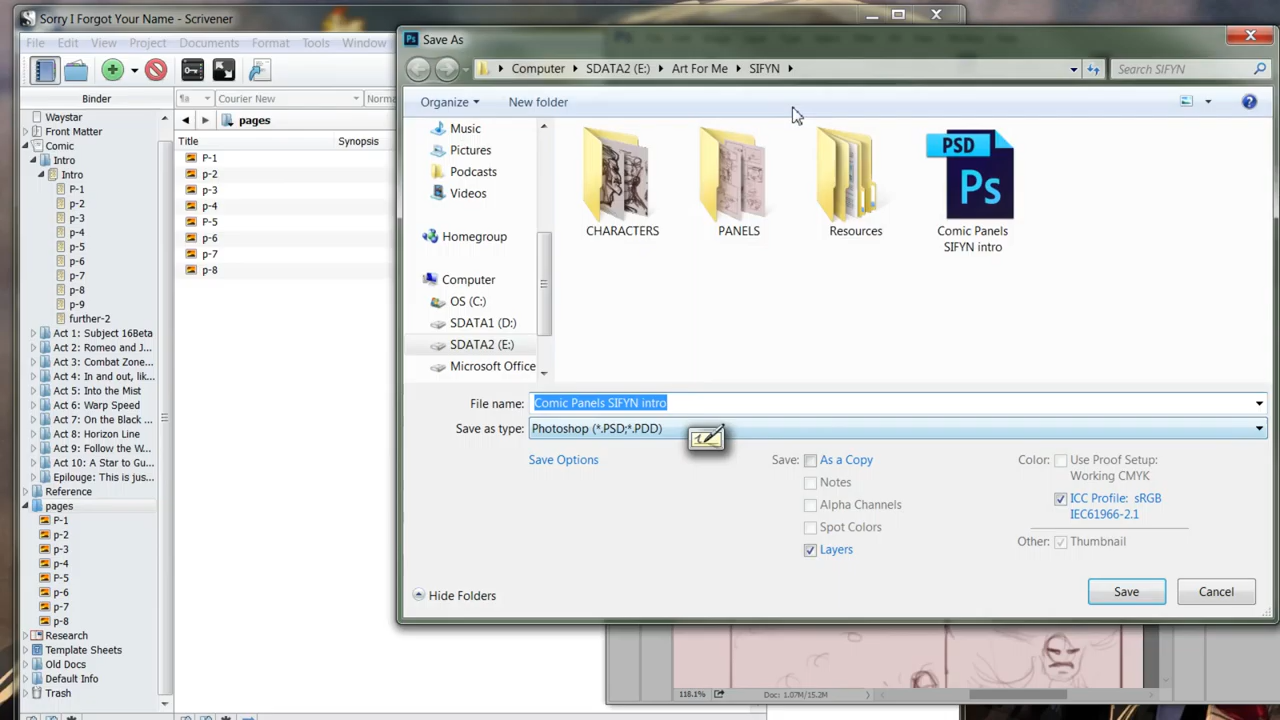 Sorry I Forgot Your Name - Scrivener
File Edit View Project Documents Format Tools Window
Binder
Waystar
Front Matter
Comic
Intro
Intro
P-1
p-2
p-3
p-4
p-5
p-6
p-7
p-8
p-9
further-2
Act 1: Subject 16Beta
Act 2: Romeo and J...
Act 3: Combat Zone...
Act 4: In and out, lik...
Act 5: Into the Mist
Act 6: Warp Speed
Act 7: On the Black ...
Act 8: Horizon Line
Act 9: Follow the W...
Act 10: A Star to Gu...
Epilouge: This is jus...
Reference
pages
P-1
p-2
p-3
p-4
P-5
p-6
p-7
p-8
Research
Template Sheets
Old Docs
Default Info
Trash
Courier New
pages
Title Synopsis
P-1
p-2
p-3
p-4
P-5
p-6
p-7
p-8
Ps Save As
Computer SDATA2 (E:) Art For Me SIFYN
Search SIFYN
Organize New folder
Music
Pictures
Podcasts
Videos
Homegroup
Computer
OS (C:)
SDATA1 (D:)
SDATA2 (E:)
Microsoft Office
CHARACTERS
PANELS
Resources
PSD
Ps
Comic Panels
SIFYN intro
File name: Comic Panels SIFYN intro
Save as type: Photoshop (*.PSD;*.PDD)
Save Options
Save: As a Copy
Notes
Alpha Channels
Spot Colors
Layers
Color: Use Proof Setup:
Working CMYK
ICC Profile: sRGB
IEC61966-2.1
Other: Thumbnail
Hide Folders
Save
Cancel
118.1% Doc: 1.07M/15.2M